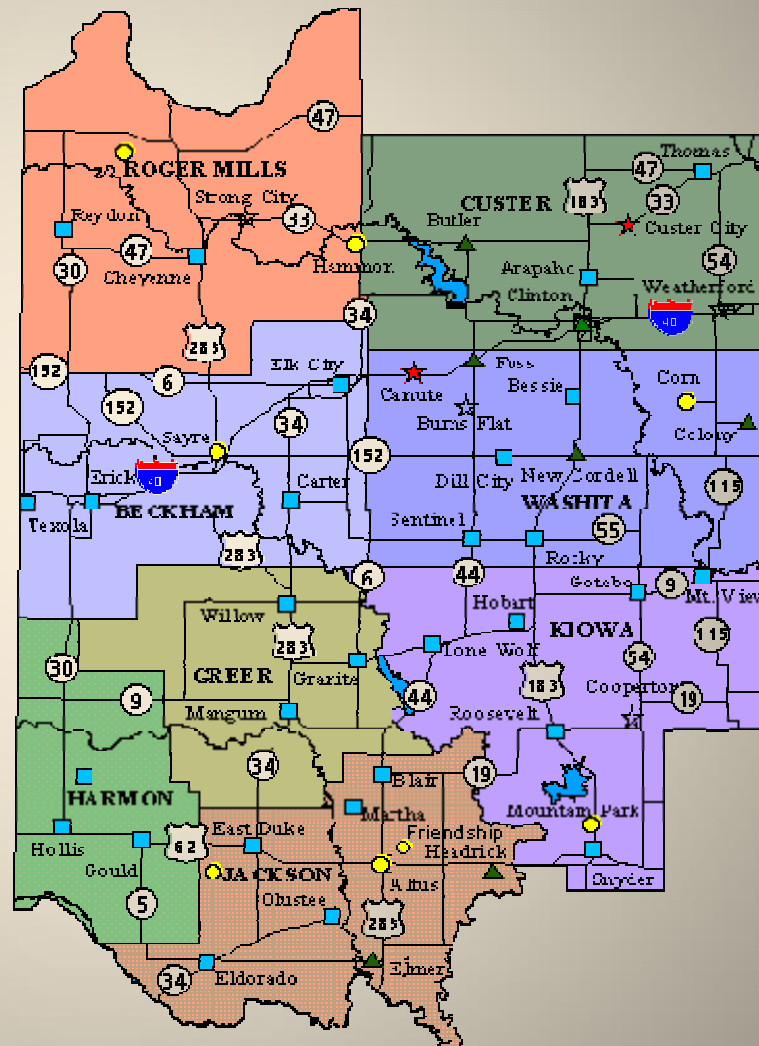 47
Thomas
47
ROGER MILLS
183
33
Strong City
CUSTER
33
Butler
Custer City
Reydon
47
54
30
Cheyenne
Hammon
Arapaho
Clinton
Weatherford
40
34
283
Elk City
Foss
152
6
Canute
Bessie
Corn
152
34
Burns Flat
Sayre
Colony
152
Erick
40
Carter
Dill City
New Cordell
115
Texola
BECKHAM
WASHITA
Sentinel
55
283
Rocky
6
44
Gotebo
9
Mt. View
Willow
Hobart
283
KIOWA
115
30
Lone Wolf
54
GREER
Granite
183
Cooperton
9
44
19
Mangum
Roosevelt
34
19
Blair
HARMON
Martha
Mountain Park
East Duke
Friendship
62
Hollis
Headrick
Gould
JACKSON
Altus
Snyder
5
Olustee
283
34
Eldorado
Elmer